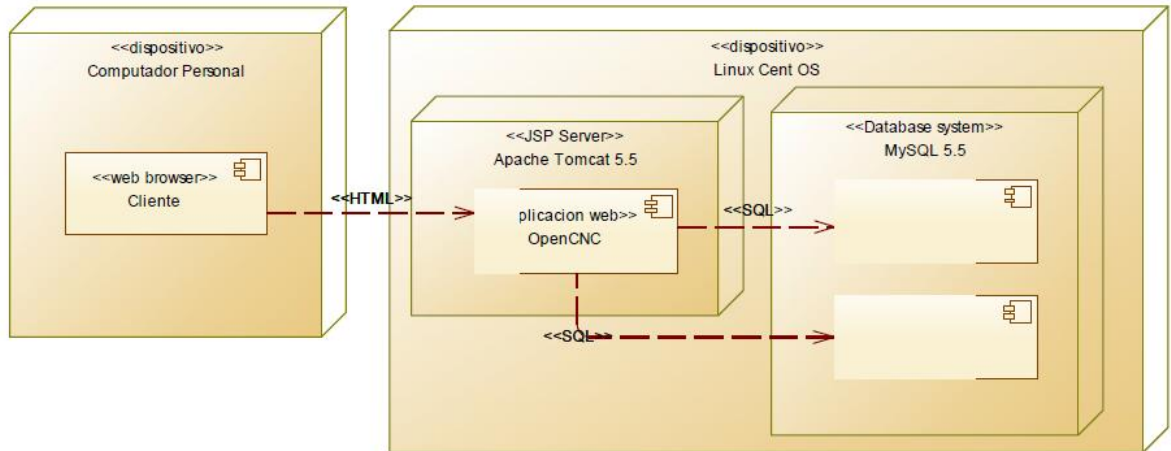 <<dispositivo>>
Computador Personal
<<web browser>>
Cliente
<<HTML>>
<<dispositivo>>
Linux Cent OS
<<JSP Server>>
Apache Tomcat 5.5
plicacion web>>
OpenCNC
<<SQL>>
<<SQL>>
<<Database system>>
MySQL 5.5